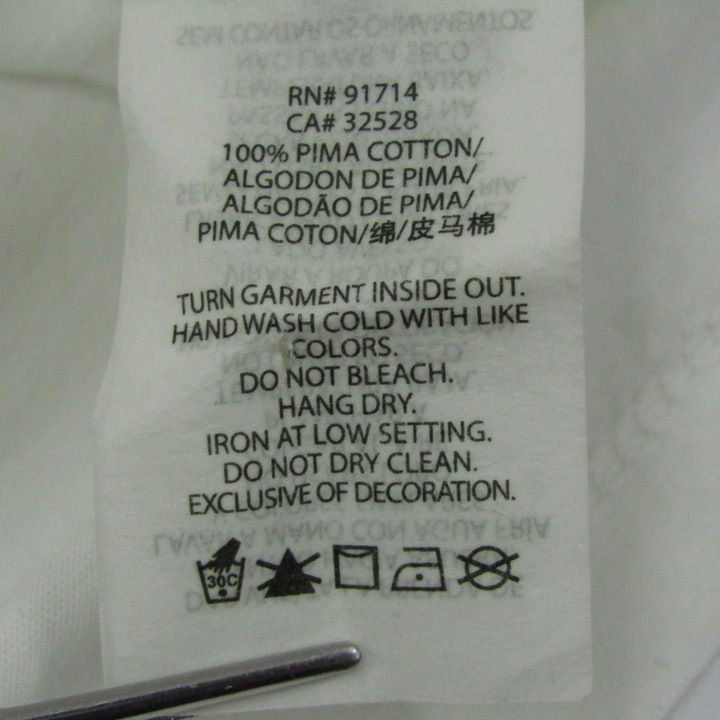 RN# 91714
CA# 32528
100% PIMA COTTON/
ALGODON DE PIMA/
ALGODÃO DE PIMA/
PIMA COTON/绵/皮马棉
TURN GARMENT INSIDE OUT.
HAND WASH COLD WITH LIKE
COLORS.
DO NOT BLEACH.
HANG DRY.
IRON AT LOW SETTING.
DO NOT DRY CLEAN.
EXCLUSIVE OF DECORATION.
30C